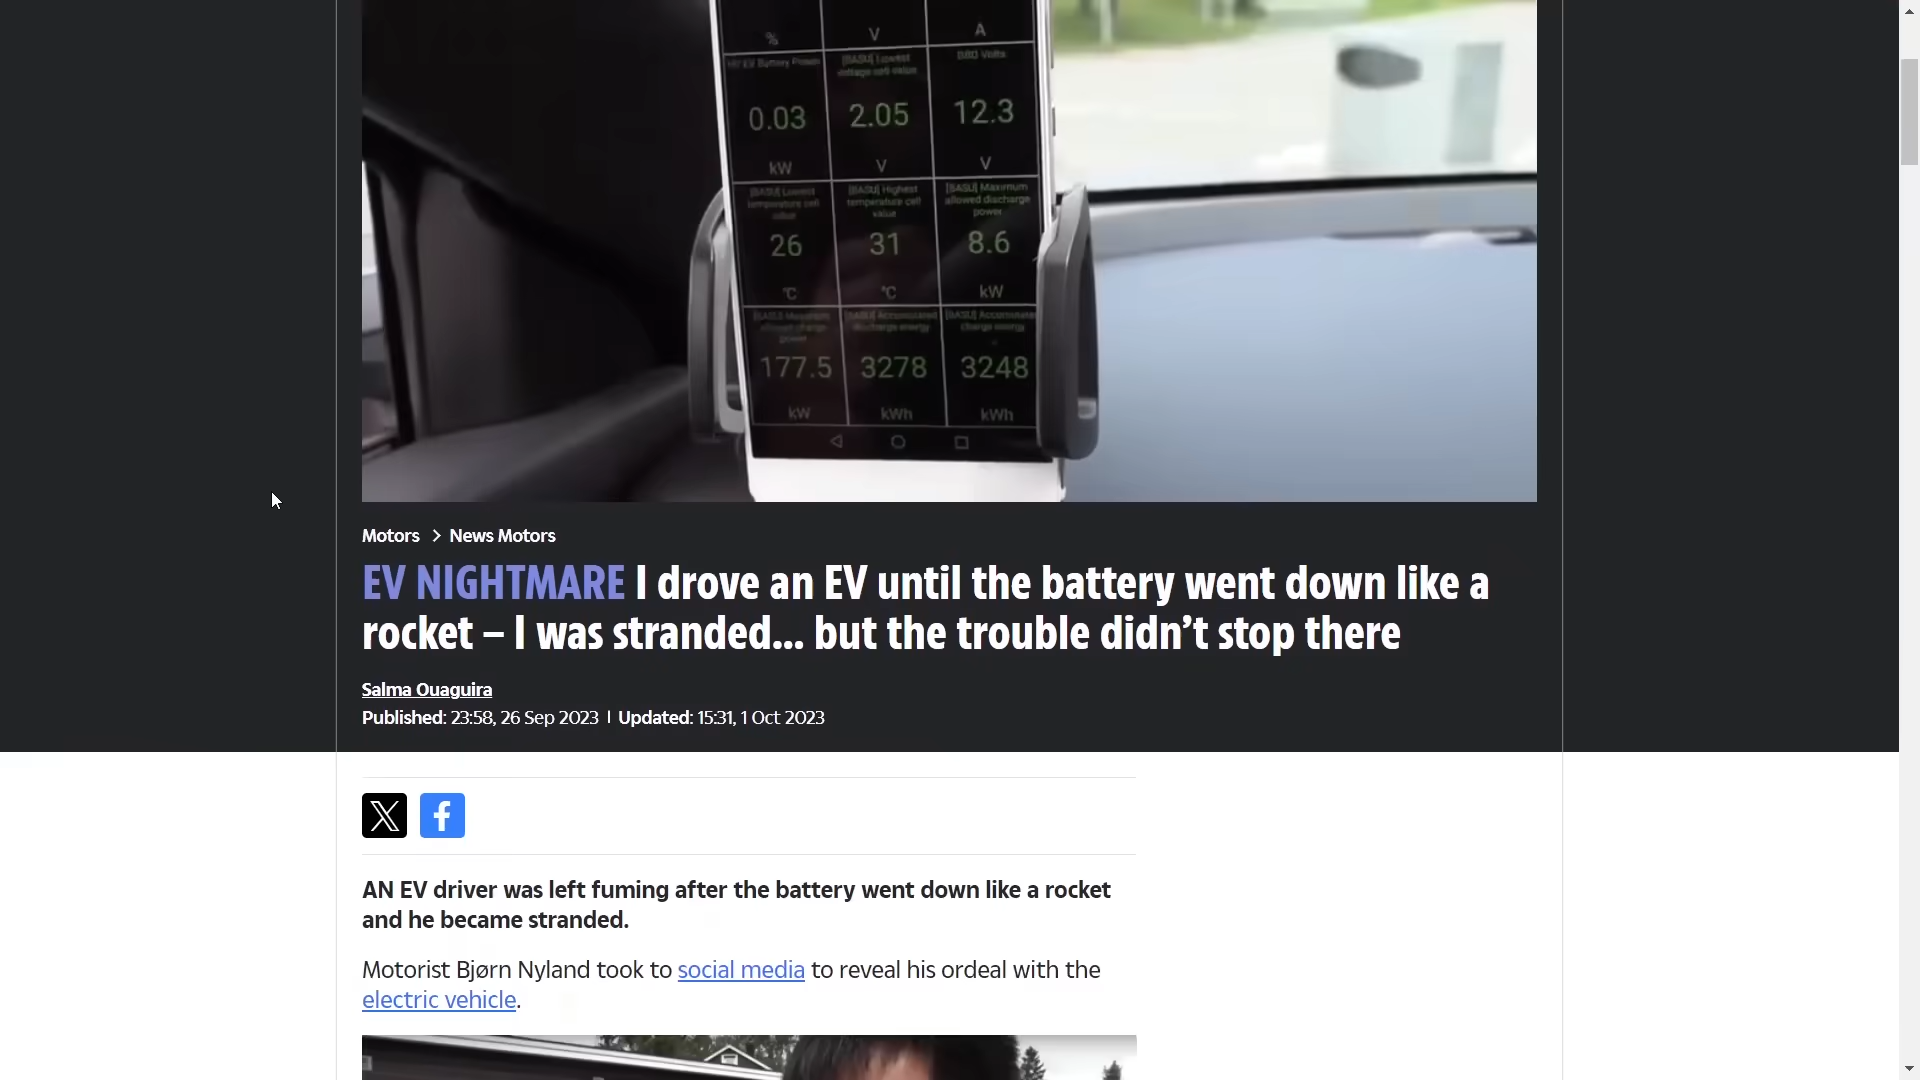 % V A
HV EV Battery Power [BASU] Lowest OBD Volts
voltage cell value
0.03 2.05 12.3
kW V V
[BASU] Lowest [BASU] Highest [BASU] Maximum
temperature cell temperature cell allowed discharge
value value power
26 31 8.6
°C °C kW
[BASU] Maximum [BASU] Accumulated [BASU] Accumulated
allowed charge discharge energy charge energy
power
177.5 3278 3248
kW kWh kWh
Motors > News Motors
EV NIGHTMARE I drove an EV until the battery went down like a
rocket – I was stranded... but the trouble didn’t stop there
Salma Ouaguira
Published: 23:58, 26 Sep 2023 | Updated: 15:31, 1 Oct 2023
AN EV driver was left fuming after the battery went down like a rocket
and he became stranded.
Motorist Bjørn Nyland took to social media to reveal his ordeal with the
electric vehicle.